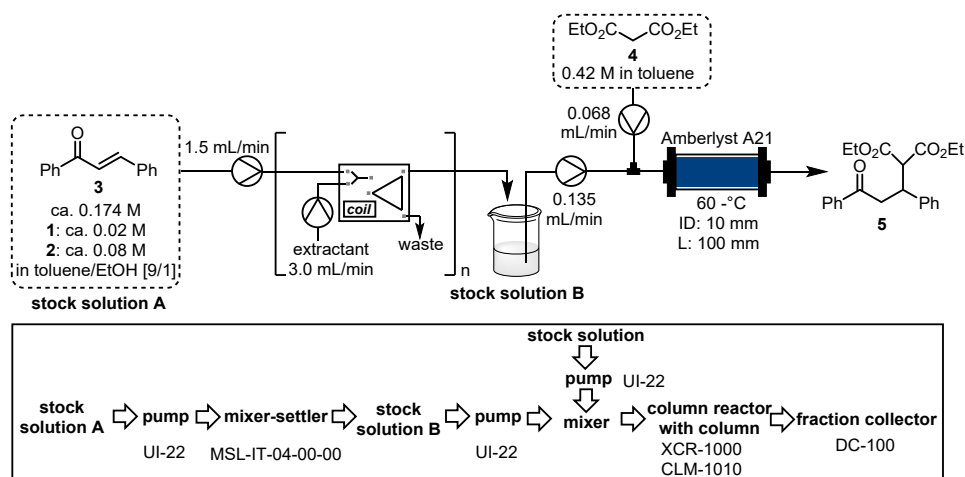 EtO₂C CO₂Et
4
0.42 M in toluene
O
Ph Ph
3
ca. 0.174 M
1: ca. 0.02 M
2: ca. 0.08 M
in toluene/EtOH [9/1]
stock solution A
1.5 mL/min
coil
extractant
3.0 mL/min
waste
n
stock solution B
0.135
mL/min
0.068
mL/min
Amberlyst A21
60 -°C
ID: 10 mm
L: 100 mm
EtO₂C CO₂Et
O
Ph Ph
5
stock solution
pump UI-22
stock
solution A
pump
UI-22
mixer-settler
MSL-IT-04-00-00
stock
solution B
pump
UI-22
mixer
column reactor
with column
XCR-1000
CLM-1010
fraction collector
DC-100